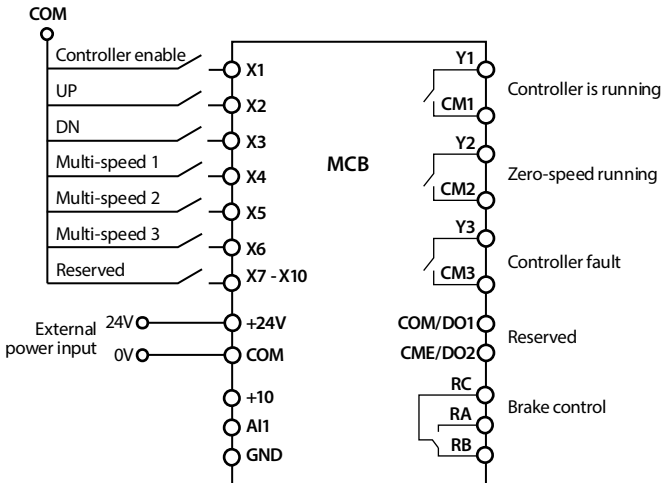 COM
Controller enable
X1
UP
X2
DN
X3
Multi-speed 1
X4
Multi-speed 2
X5
Multi-speed 3
X6
Reserved
X7 - X10
External
power input
24V
+24V
0V
COM
+10
AI1
GND
MCB
Y1
CM1
Controller is running
Y2
CM2
Zero-speed running
Y3
CM3
Controller fault
COM/DO1
CME/DO2
Reserved
RC
RA
RB
Brake control